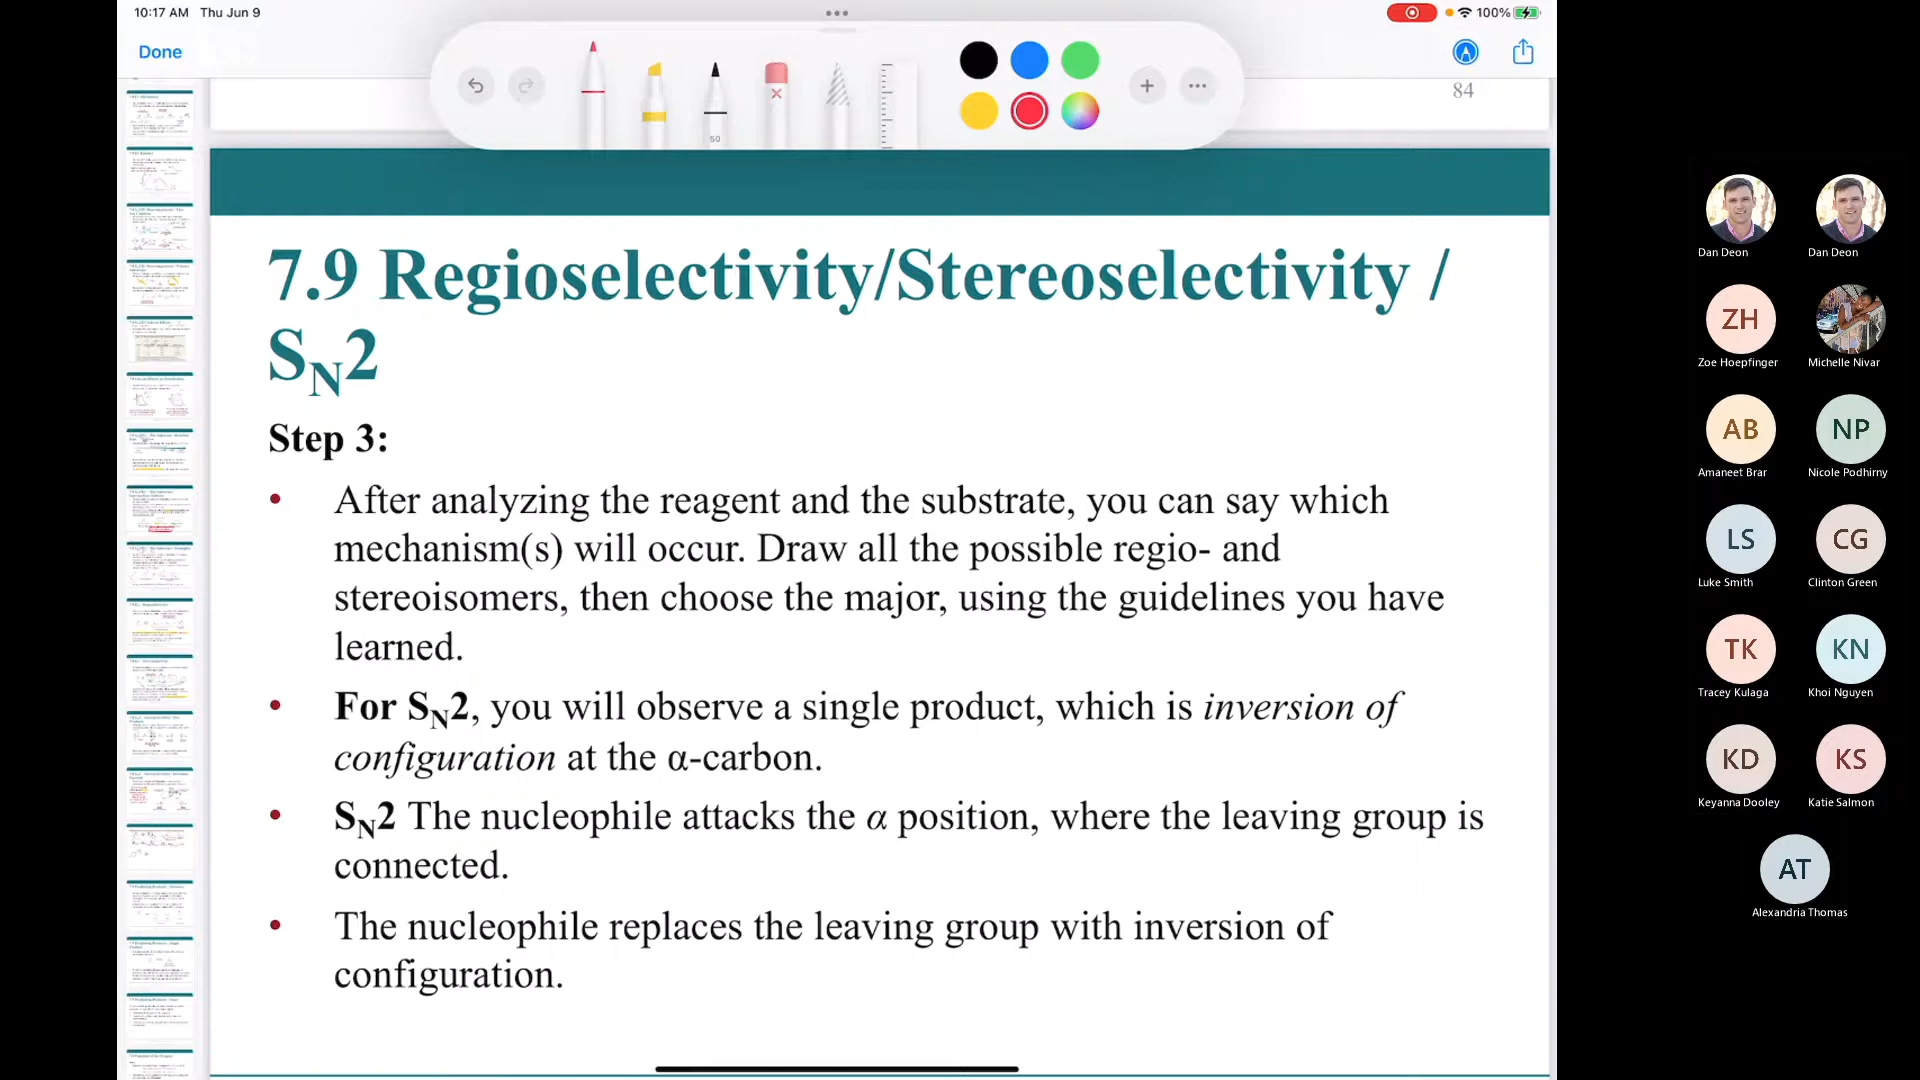 10:17 AM Thu Jun 9
100%
Done
50
84
7.9 Regioselectivity/Stereoselectivity /
SN2
Step 3:
• After analyzing the reagent and the substrate, you can say which
mechanism(s) will occur. Draw all the possible regio- and
stereoisomers, then choose the major, using the guidelines you have
learned.
• For SN2, you will observe a single product, which is inversion of
configuration at the α-carbon.
• SN2 The nucleophile attacks the α position, where the leaving group is
connected.
• The nucleophile replaces the leaving group with inversion of
configuration.
Dan Deon
Dan Deon
ZH
Zoe Hoepfinger
Michelle Nivar
AB
NP
Amaneet Brar
Nicole Podhirny
LS
CG
Luke Smith
Clinton Green
TK
KN
Tracey Kulaga
Khoi Nguyen
KD
KS
Keyanna Dooley
Katie Salmon
AT
Alexandria Thomas